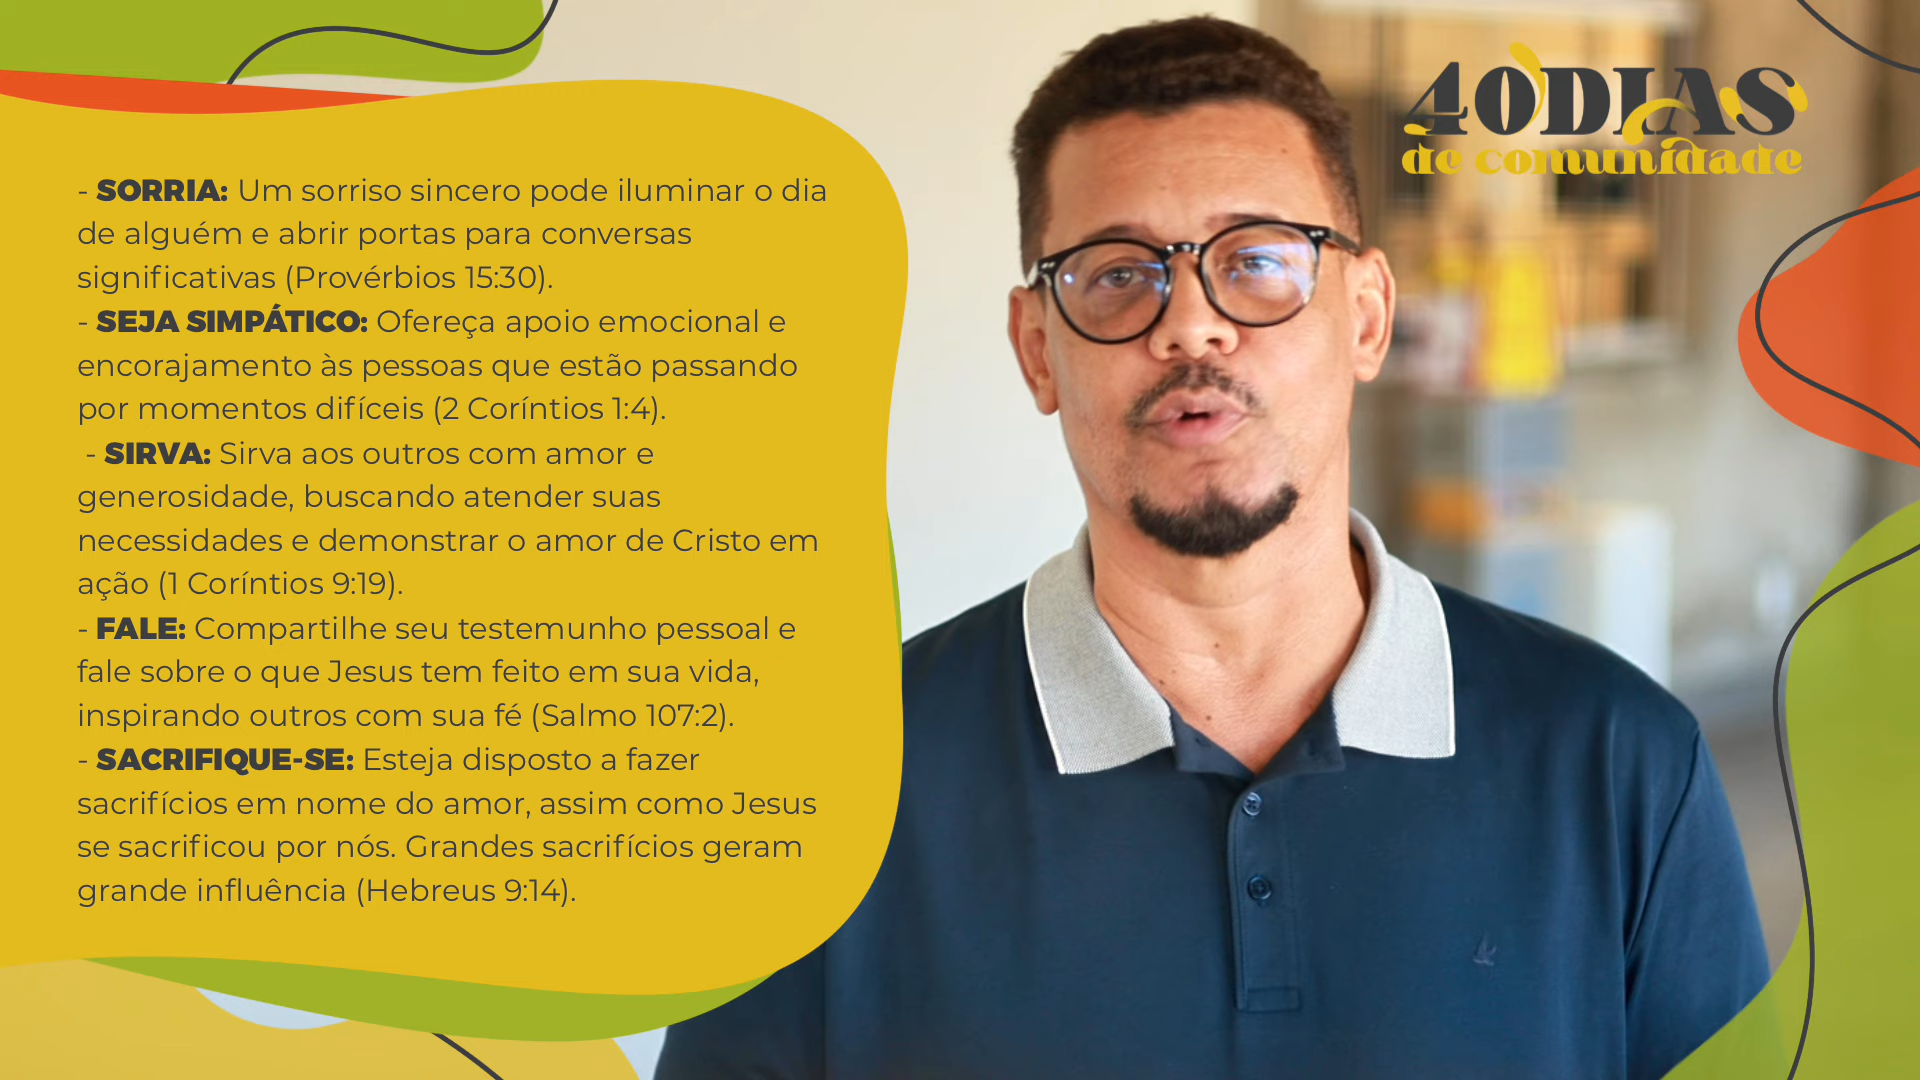 40DIAS
de comunidade
- SORRIA: Um sorriso sincero pode iluminar o dia
de alguém e abrir portas para conversas
significativas (Provérbios 15:30).
- SEJA SIMPÁTICO: Ofereça apoio emocional e
encorajamento às pessoas que estão passando
por momentos difíceis (2 Coríntios 1:4).
- SIRVA: Sirva aos outros com amor e
generosidade, buscando atender suas
necessidades e demonstrar o amor de Cristo em
ação (1 Coríntios 9:19).
- FALE: Compartilhe seu testemunho pessoal e
fale sobre o que Jesus tem feito em sua vida,
inspirando outros com sua fé (Salmo 107:2).
- SACRIFIQUE-SE: Esteja disposto a fazer
sacrifícios em nome do amor, assim como Jesus
se sacrificou por nós. Grandes sacrifícios geram
grande influência (Hebreus 9:14).